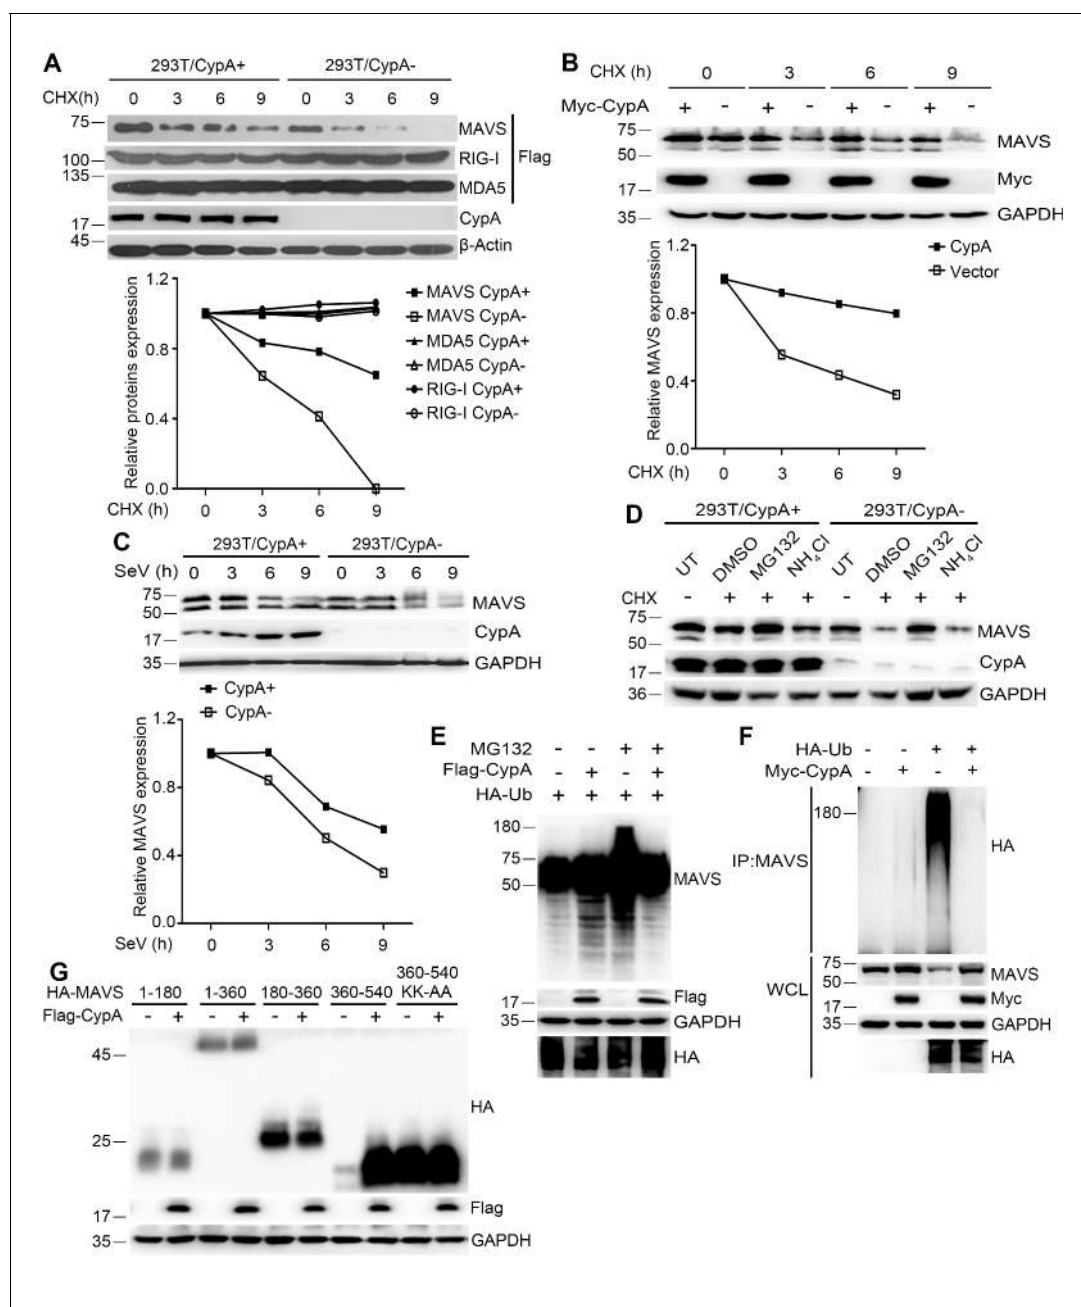 A
293T/CypA+ 293T/CypA-
CHX(h) 0 3 6 9 0 3 6 9
75 MAVS
100 RIG-I Flag
135 MDA5
17 CypA
45 β-Actin
1.2
0.8
0.4
0.0
Relative proteins expression
MAVS CypA+
MAVS CypA-
MDA5 CypA+
MDA5 CypA-
RIG-I CypA+
RIG-I CypA-
CHX (h) 0 3 6 9
B
CHX (h) 0 3 6 9
Myc-CypA + - + - + - + -
75 MAVS
50
17 Myc
35 GAPDH
1.2
0.8
0.4
0.0
Relative MAVS expression
CypA
Vector
CHX (h) 0 3 6 9
C
293T/CypA+ 293T/CypA-
SeV (h) 0 3 6 9 0 3 6 9
75 MAVS
50
17 CypA
35 GAPDH
CypA+
CypA-
1.2
0.8
0.4
0.0
Relative MAVS expression
SeV (h) 0 3 6 9
D
293T/CypA+ 293T/CypA-
UT DMSO MG132 NH₄Cl UT DMSO MG132 NH₄Cl
CHX - + + + - + + +
75 MAVS
50
17 CypA
36 GAPDH
E
MG132 - - + +
Flag-CypA - + - +
HA-Ub + + + +
180
75 MAVS
50
17 Flag
35 GAPDH
HA
F
HA-Ub - - + +
Myc-CypA - + - +
IP:MAVS
180
HA
WCL
75 MAVS
50
17 Myc
35 GAPDH
HA
G
360-540
HA-MAVS 1-180 1-360 180-360 360-540 KK-AA
Flag-CypA - + - + - + - + - +
45
HA
25
17 Flag
35 GAPDH